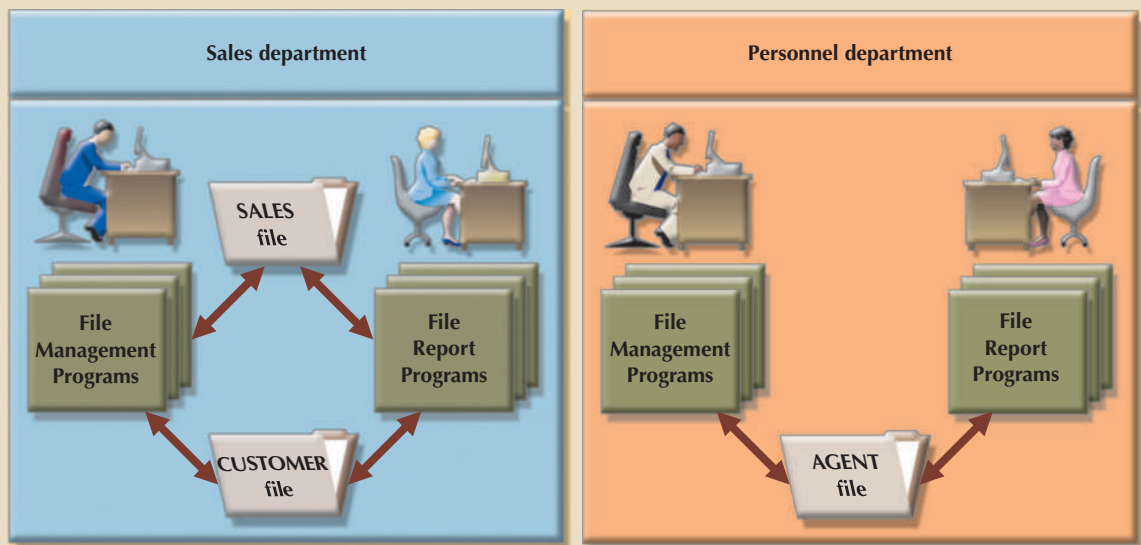 Sales department
SALES
file
File
Management
Programs
File
Report
Programs
CUSTOMER
file
Personnel department
File
Management
Programs
File
Report
Programs
AGENT
file